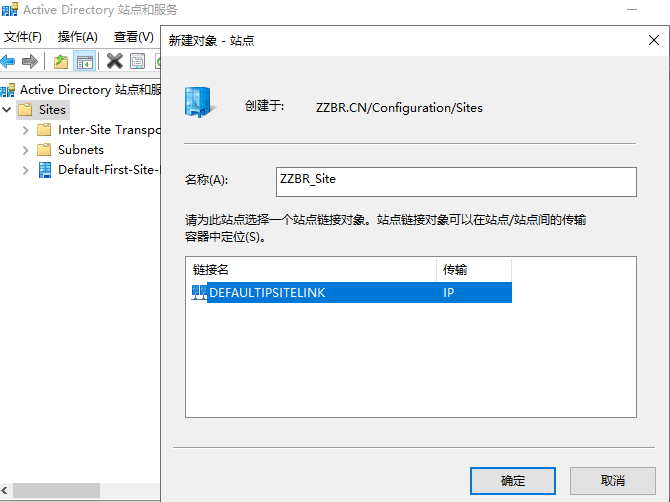 Active Directory 站点和服务
文件(F) 操作(A) 查看(V)
Active Directory 站点和服
Sites
Inter-Site Transpo
Subnets
Default-First-Site-
新建对象 - 站点
创建于: ZZBR.CN/Configuration/Sites
名称(A): ZZBR_Site
请为此站点选择一个站点链接对象。站点链接对象可以在站点/站点间的传输
容器中定位(S)。
链接名 传输
DEFAULTIPSITELINK IP
确定 取消